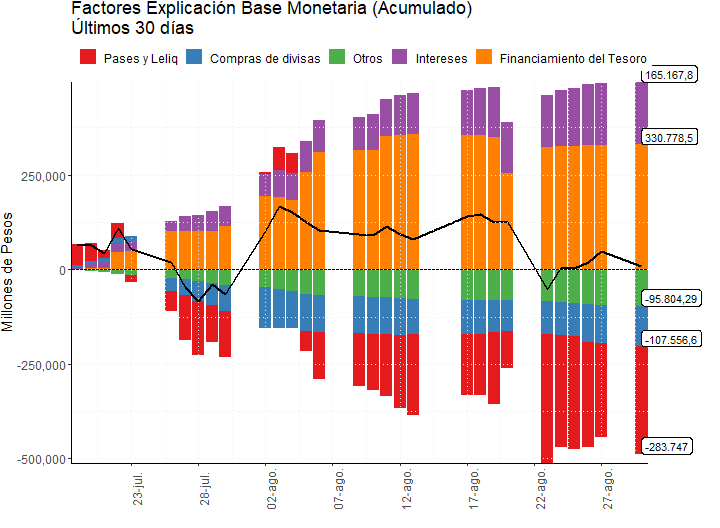 Factores Explicación Base Monetaria (Acumulado)
Últimos 30 días
Pases y Leliq
Compras de divisas
Otros
Intereses
Financiamiento del Tesoro
Millones de Pesos
250,000
0
-250,000
-500,000
165.167,8
330.778,5
-95.804,29
-107.556,6
-283.747
23-jul.
28-jul.
02-ago.
07-ago.
12-ago.
17-ago.
22-ago.
27-ago.